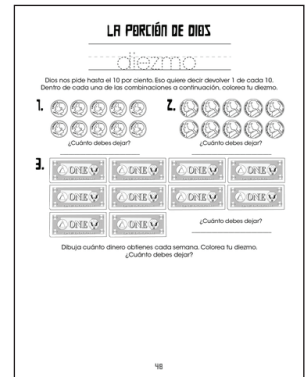 LA PORCIÓN DE DIOS
diezmo
Dios nos pide hasta el 10 por ciento. Eso quiere decir devolver 1 de cada 10.
Dentro de cada una de las combinaciones a continuación, colorea tu diezmo.
1. 2.
¿Cuánto debes dejar? ¿Cuánto debes dejar?
3.
ONE ONE ONE ONE
ONE ONE ONE ONE
ONE ONE ¿Cuánto debes dejar?
Dibuja cuánto dinero obtienes cada semana. Colorea tu diezmo.
¿Cuánto debes dejar?
48